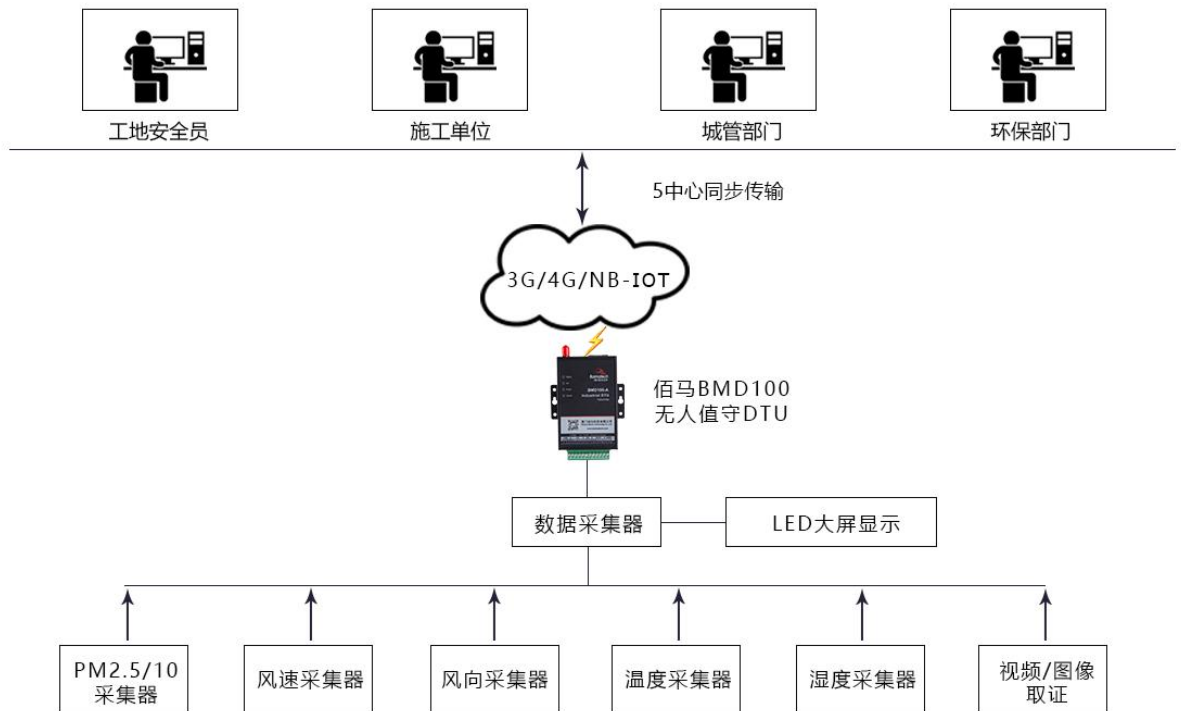 工地安全员
施工单位
城管部门
环保部门
5中心同步传输
3G/4G/NB-IOT
佰马BMD100
无人值守DTU
数据采集器
LED大屏显示
PM2.5/10
采集器
风速采集器
风向采集器
温度采集器
湿度采集器
视频/图像
取证